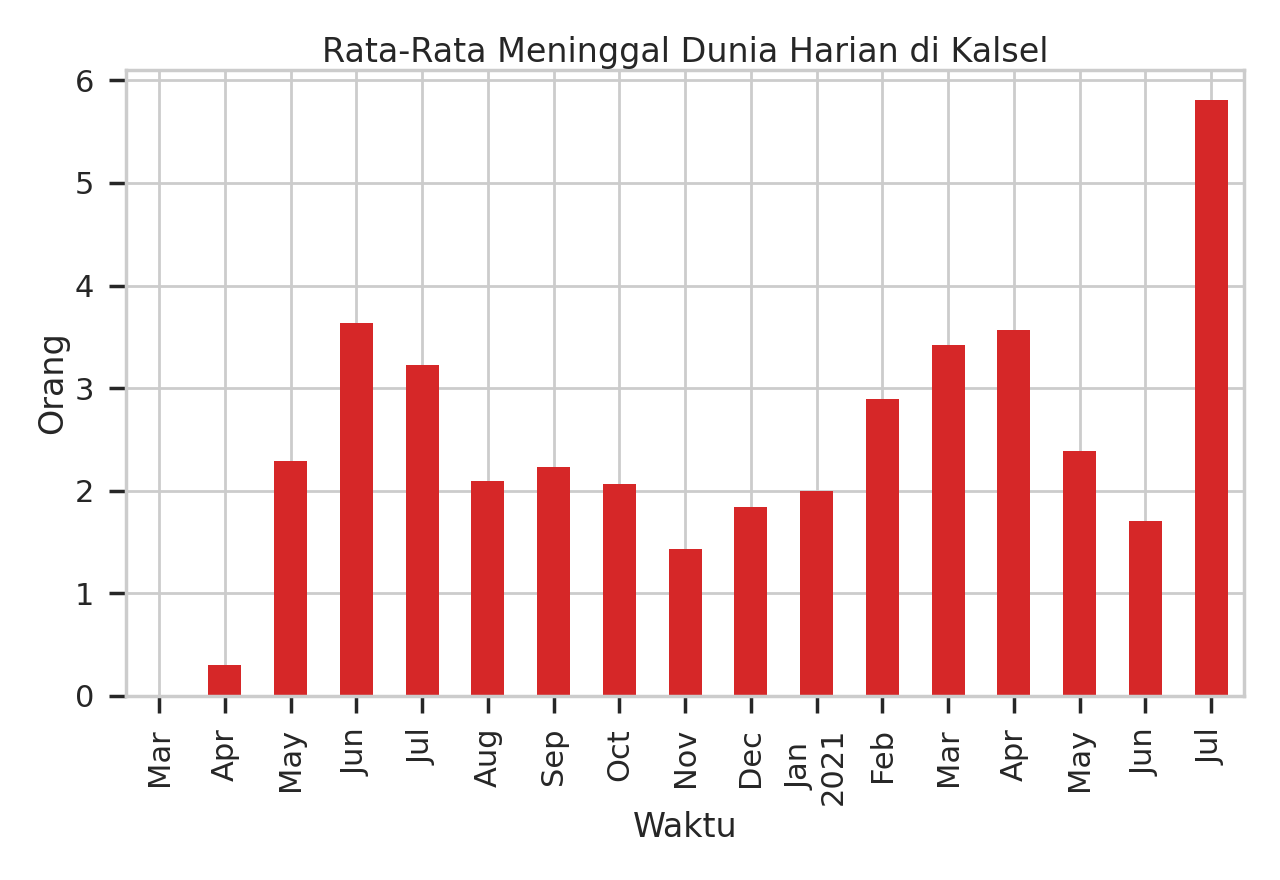 Rata-Rata Meninggal Dunia Harian di Kalsel
6
5
4
3
2
1
0
Orang
Mar
Apr
May
Jun
Jul
Aug
Sep
Oct
Nov
Dec
Jan
2021
Feb
Mar
Apr
May
Jun
Jul
Waktu